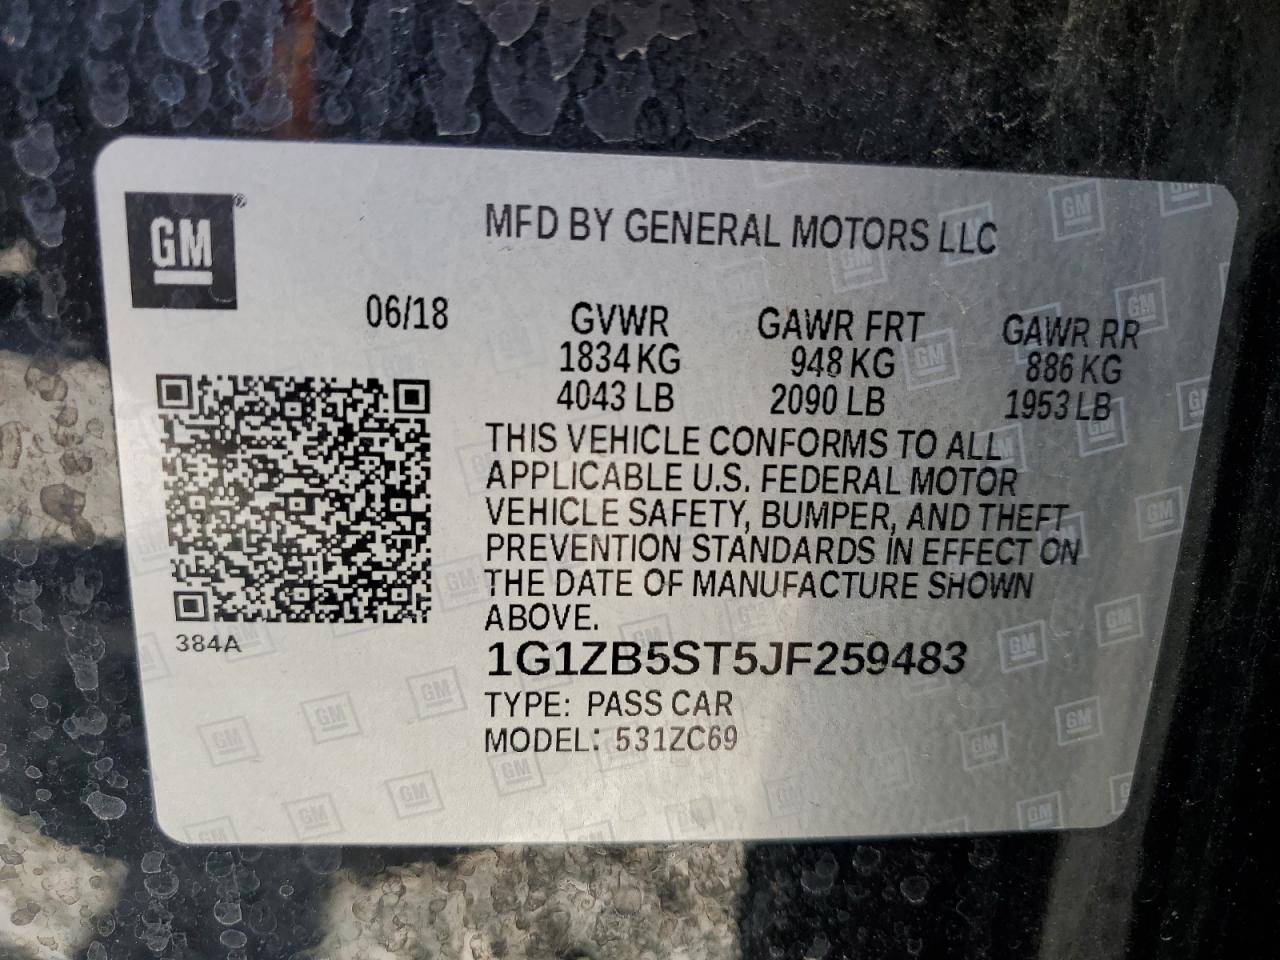 GM®
MFD BY GENERAL MOTORS LLC
06/18 GVWR GAWR FRT GAWR RR
1834 KG 948 KG 886 KG
4043 LB 2090 LB 1953 LB
THIS VEHICLE CONFORMS TO ALL
APPLICABLE U.S. FEDERAL MOTOR
VEHICLE SAFETY, BUMPER, AND THEFT
PREVENTION STANDARDS IN EFFECT ON
THE DATE OF MANUFACTURE SHOWN
ABOVE.
384A
1G1ZB5ST5JF259483
TYPE: PASS CAR
MODEL: 531ZC69